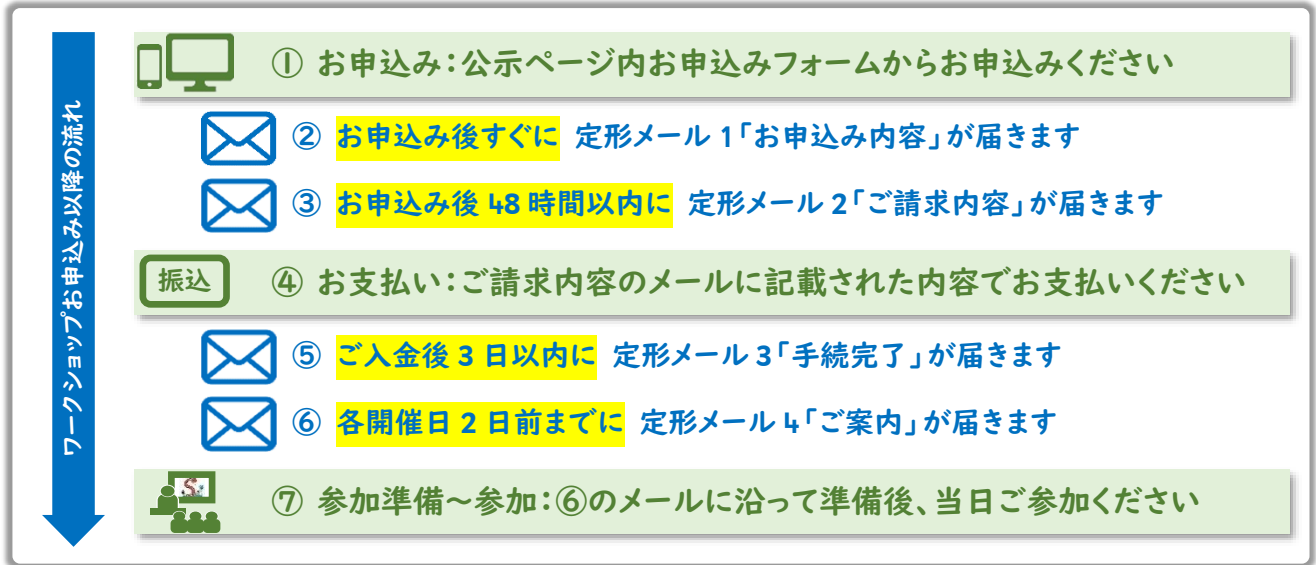 ワークショップお申込み以降の流れ
① お申込み:公示ページ内お申込みフォームからお申込みください
② お申込み後すぐに 定形メール 1「お申込み内容」が届きます
③ お申込み後 48 時間以内に 定形メール 2「ご請求内容」が届きます
振込 ④ お支払い:ご請求内容のメールに記載された内容でお支払いください
⑤ ご入金後 3 日以内に 定形メール 3「手続完了」が届きます
⑥ 各開催日 2 日前までに 定形メール 4「ご案内」が届きます
⑦ 参加準備~参加:⑥のメールに沿って準備後、当日ご参加ください